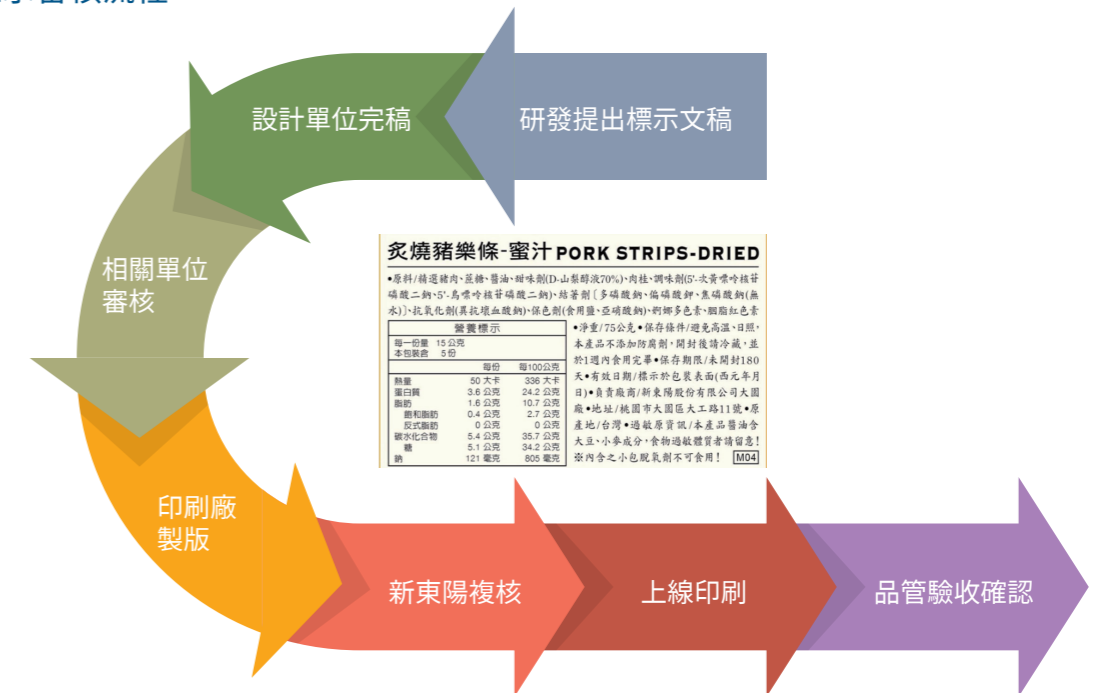 研發提出標示文稿
設計單位完稿
相關單位
審核
印刷廠
製版
新東陽複核
上線印刷
品管驗收確認
炙燒豬樂條-蜜汁 PORK STRIPS-DRIED
•原料/精選豬肉、蔗糖、醬油、甜味劑(D-山梨醇液70%)、肉桂、調味劑(5'-次黃嘌呤核苷
磷酸二鈉、5'-鳥嘌呤核苷磷酸二鈉)、結著劑〔多磷酸鈉、偏磷酸鉀、焦磷酸鈉(無
水)〕、抗氧化劑(異抗壞血酸鈉)、保色劑(食用鹽、亞硝酸鈉)、婀娜多色素、胭脂紅色素
營養標示
每一份量 15公克
本包裝含 5份
每份 每100公克
熱量 50 大卡 336 大卡
蛋白質 3.6 公克 24.2 公克
脂肪 1.6 公克 10.7 公克
飽和脂肪 0.4 公克 2.7 公克
反式脂肪 0 公克 0 公克
碳水化合物 5.4 公克 35.7 公克
糖 5.1 公克 34.2 公克
鈉 121 毫克 805 毫克
•淨重/75公克•保存條件/避免高溫、日照,
本產品不添加防腐劑,開封後請冷藏,並
於1週內食用完畢•保存期限/未開封180
天•有效日期/標示於包裝表面(西元年月
日)•負責廠商/新東陽股份有限公司大園
廠•地址/桃園市大園區大工路11號•原
產地/台灣•過敏原資訊/本產品醬油含
大豆、小麥成分,食物過敏體質者請留意!
※內含之小包脫氧劑不可食用! M04